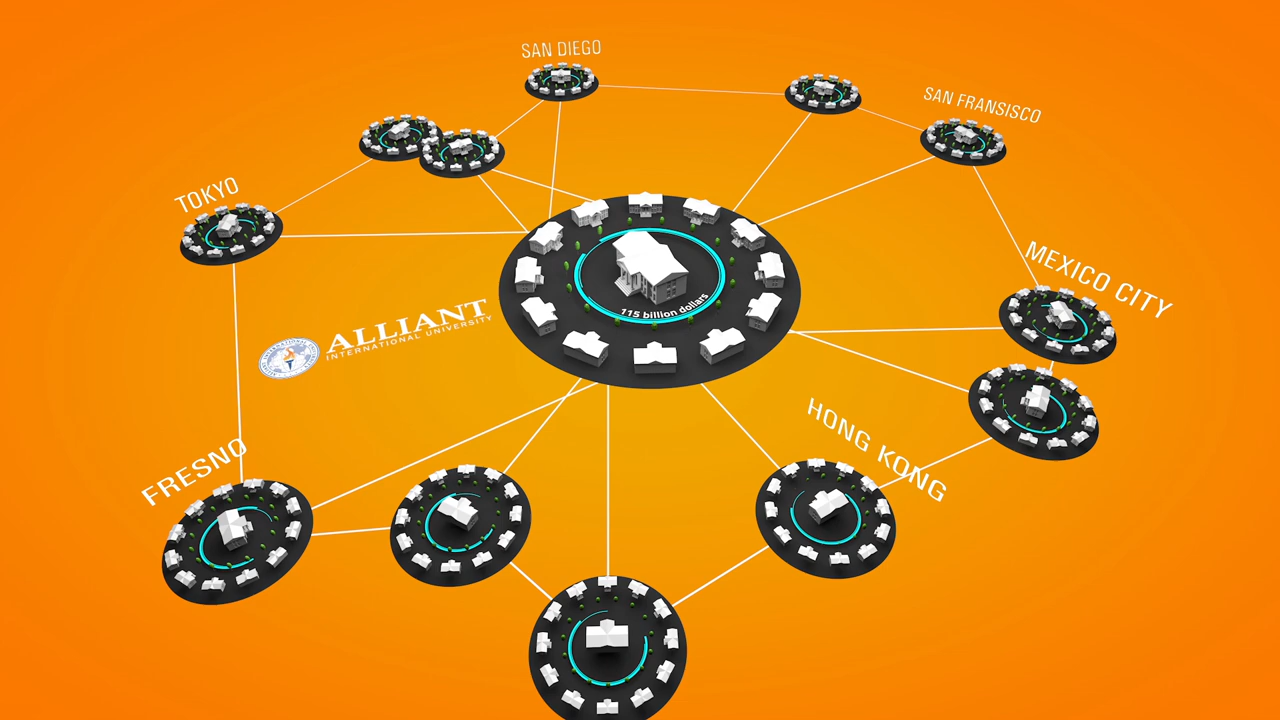 SAN DIEGO
SAN FRANSISCO
TOKYO
MEXICO CITY
115 billion dollars
ALLIANT
INTERNATIONAL UNIVERSITY
HONG KONG
FRESNO